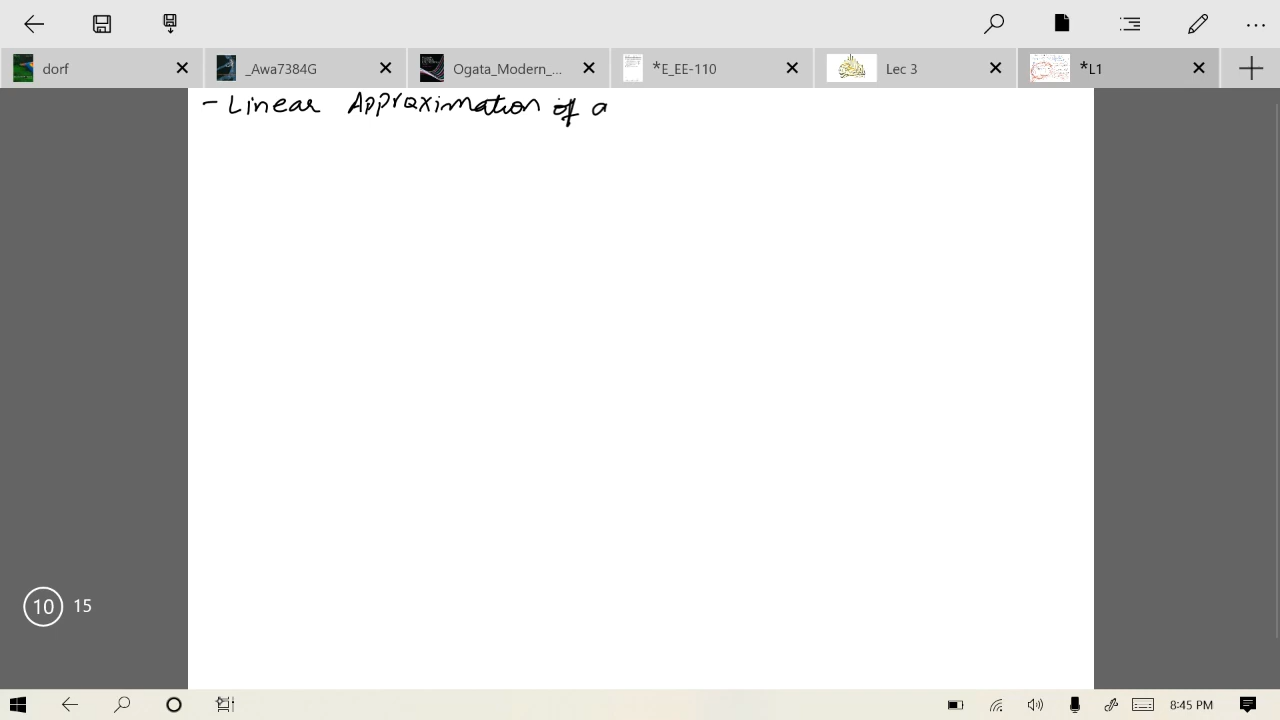 dorf
_Awa7384G
Ogata_Modern_...
*E_EE-110
Lec 3
*L1
- Linear Approximation of a
10 15
8:45 PM